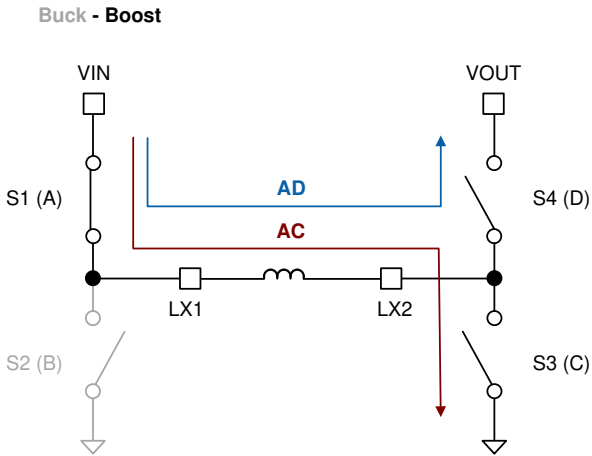 Buck - Boost
VIN
VOUT
AD
S1 (A)
S4 (D)
AC
LX1
LX2
S2 (B)
S3 (C)